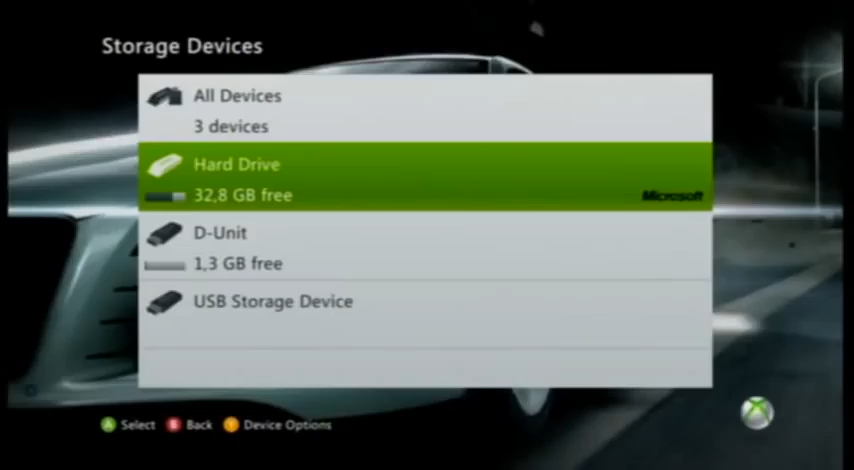 Storage Devices
All Devices
3 devices
Hard Drive
32,8 GB free
Microsoft
D-Unit
1,3 GB free
USB Storage Device
A Select B Back Y Device Options